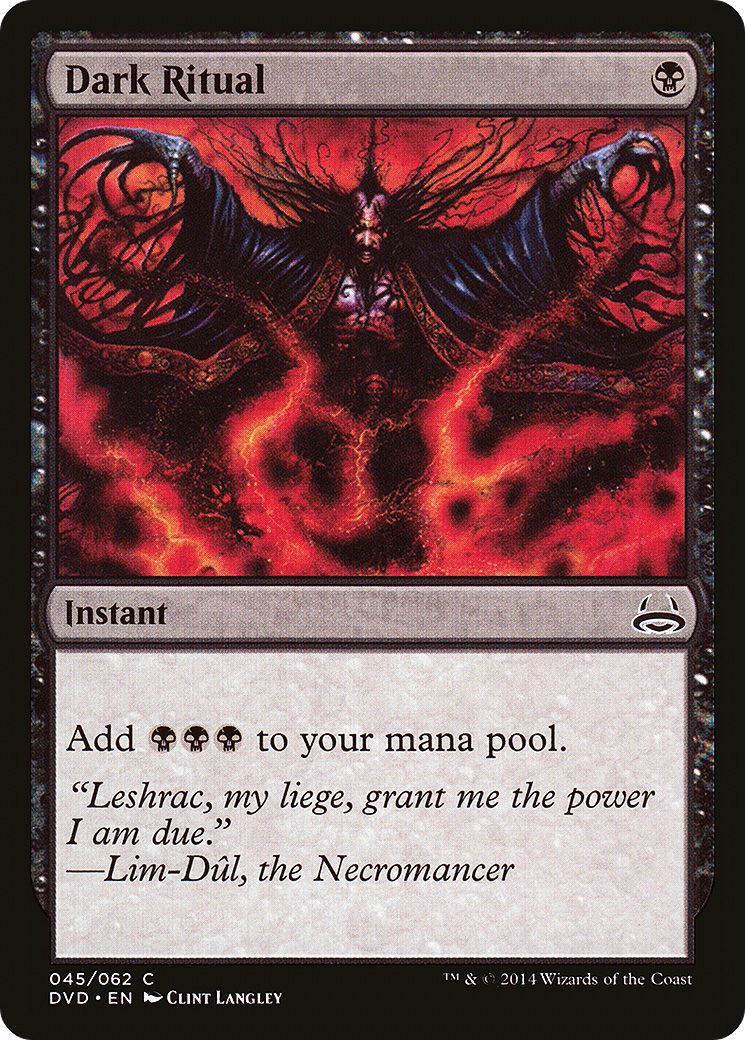 Dark Ritual
Instant
Add to your mana pool.
“Leshrac, my liege, grant me the power
I am due.”
—Lim-Dûl, the Necromancer
045/062 C
™ & © 2014 Wizards of the Coast
DVD • EN Clint Langley